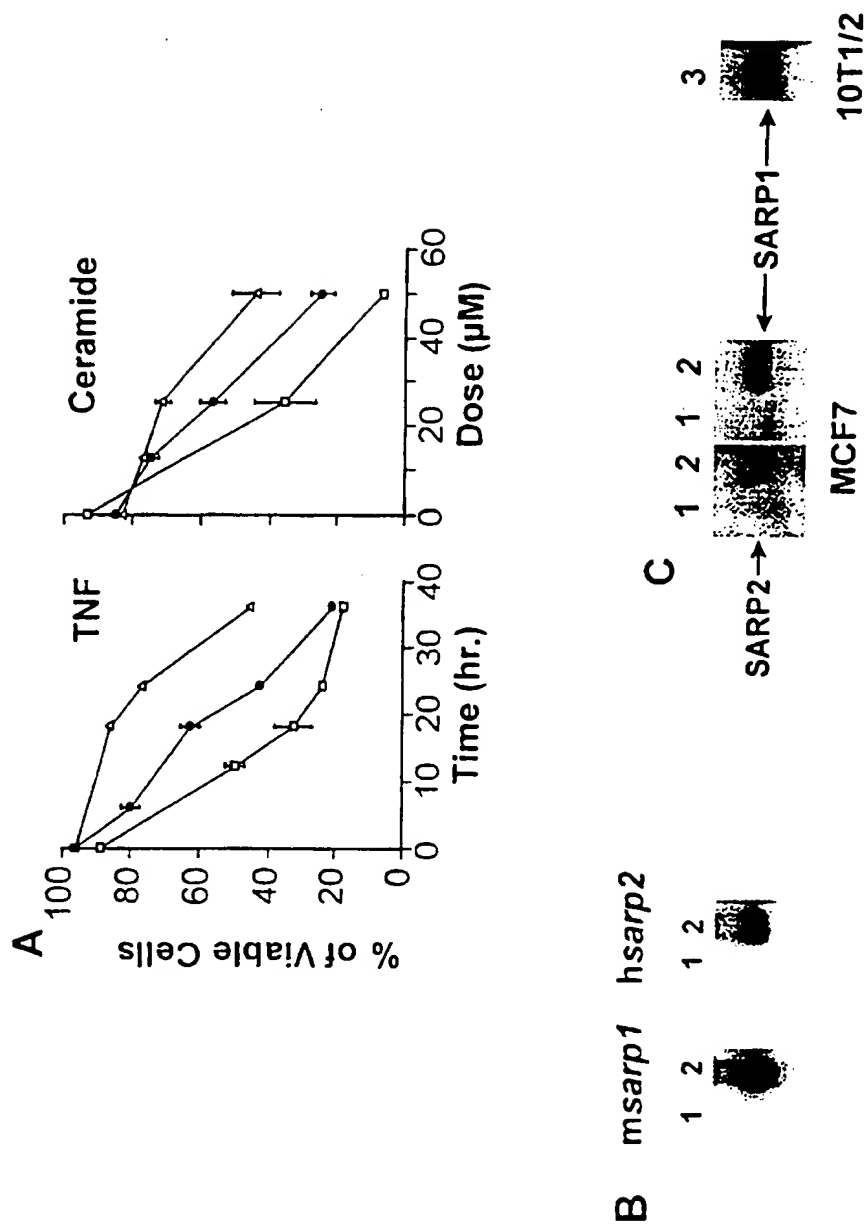 A
% of Viable Cells
100
80
60
40
20
0
TNF
0 10 20 30 40
Time (hr.)
Ceramide
0 20 40 60
Dose (µM)
B
msarp1 hsarp2
1 2 1 2
C
1 2 1 2 3
SARP2 SARP1
MCF7 10T1/2